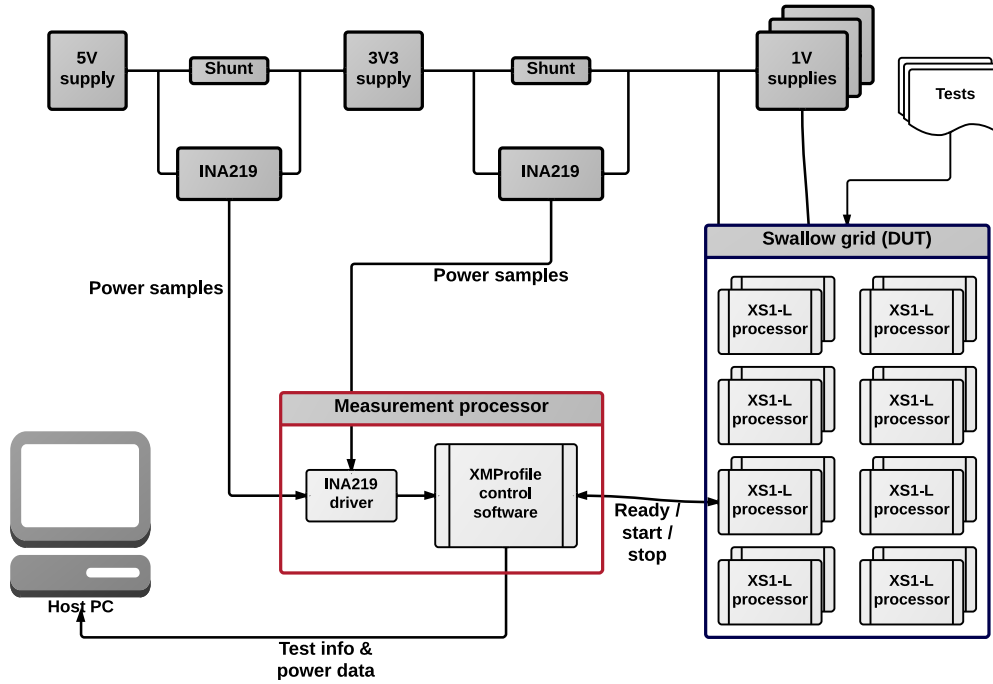 5V
supply
Shunt
3V3
supply
Shunt
1V
supplies
Tests
INA219
INA219
Swallow grid (DUT)
Power samples
Power samples
XS1-L
processor
XS1-L
processor
XS1-L
processor
XS1-L
processor
XS1-L
processor
XS1-L
processor
XS1-L
processor
XS1-L
processor
Measurement processor
INA219
driver
XMProfile
control
software
Ready /
start /
stop
Host PC
Test info &
power data